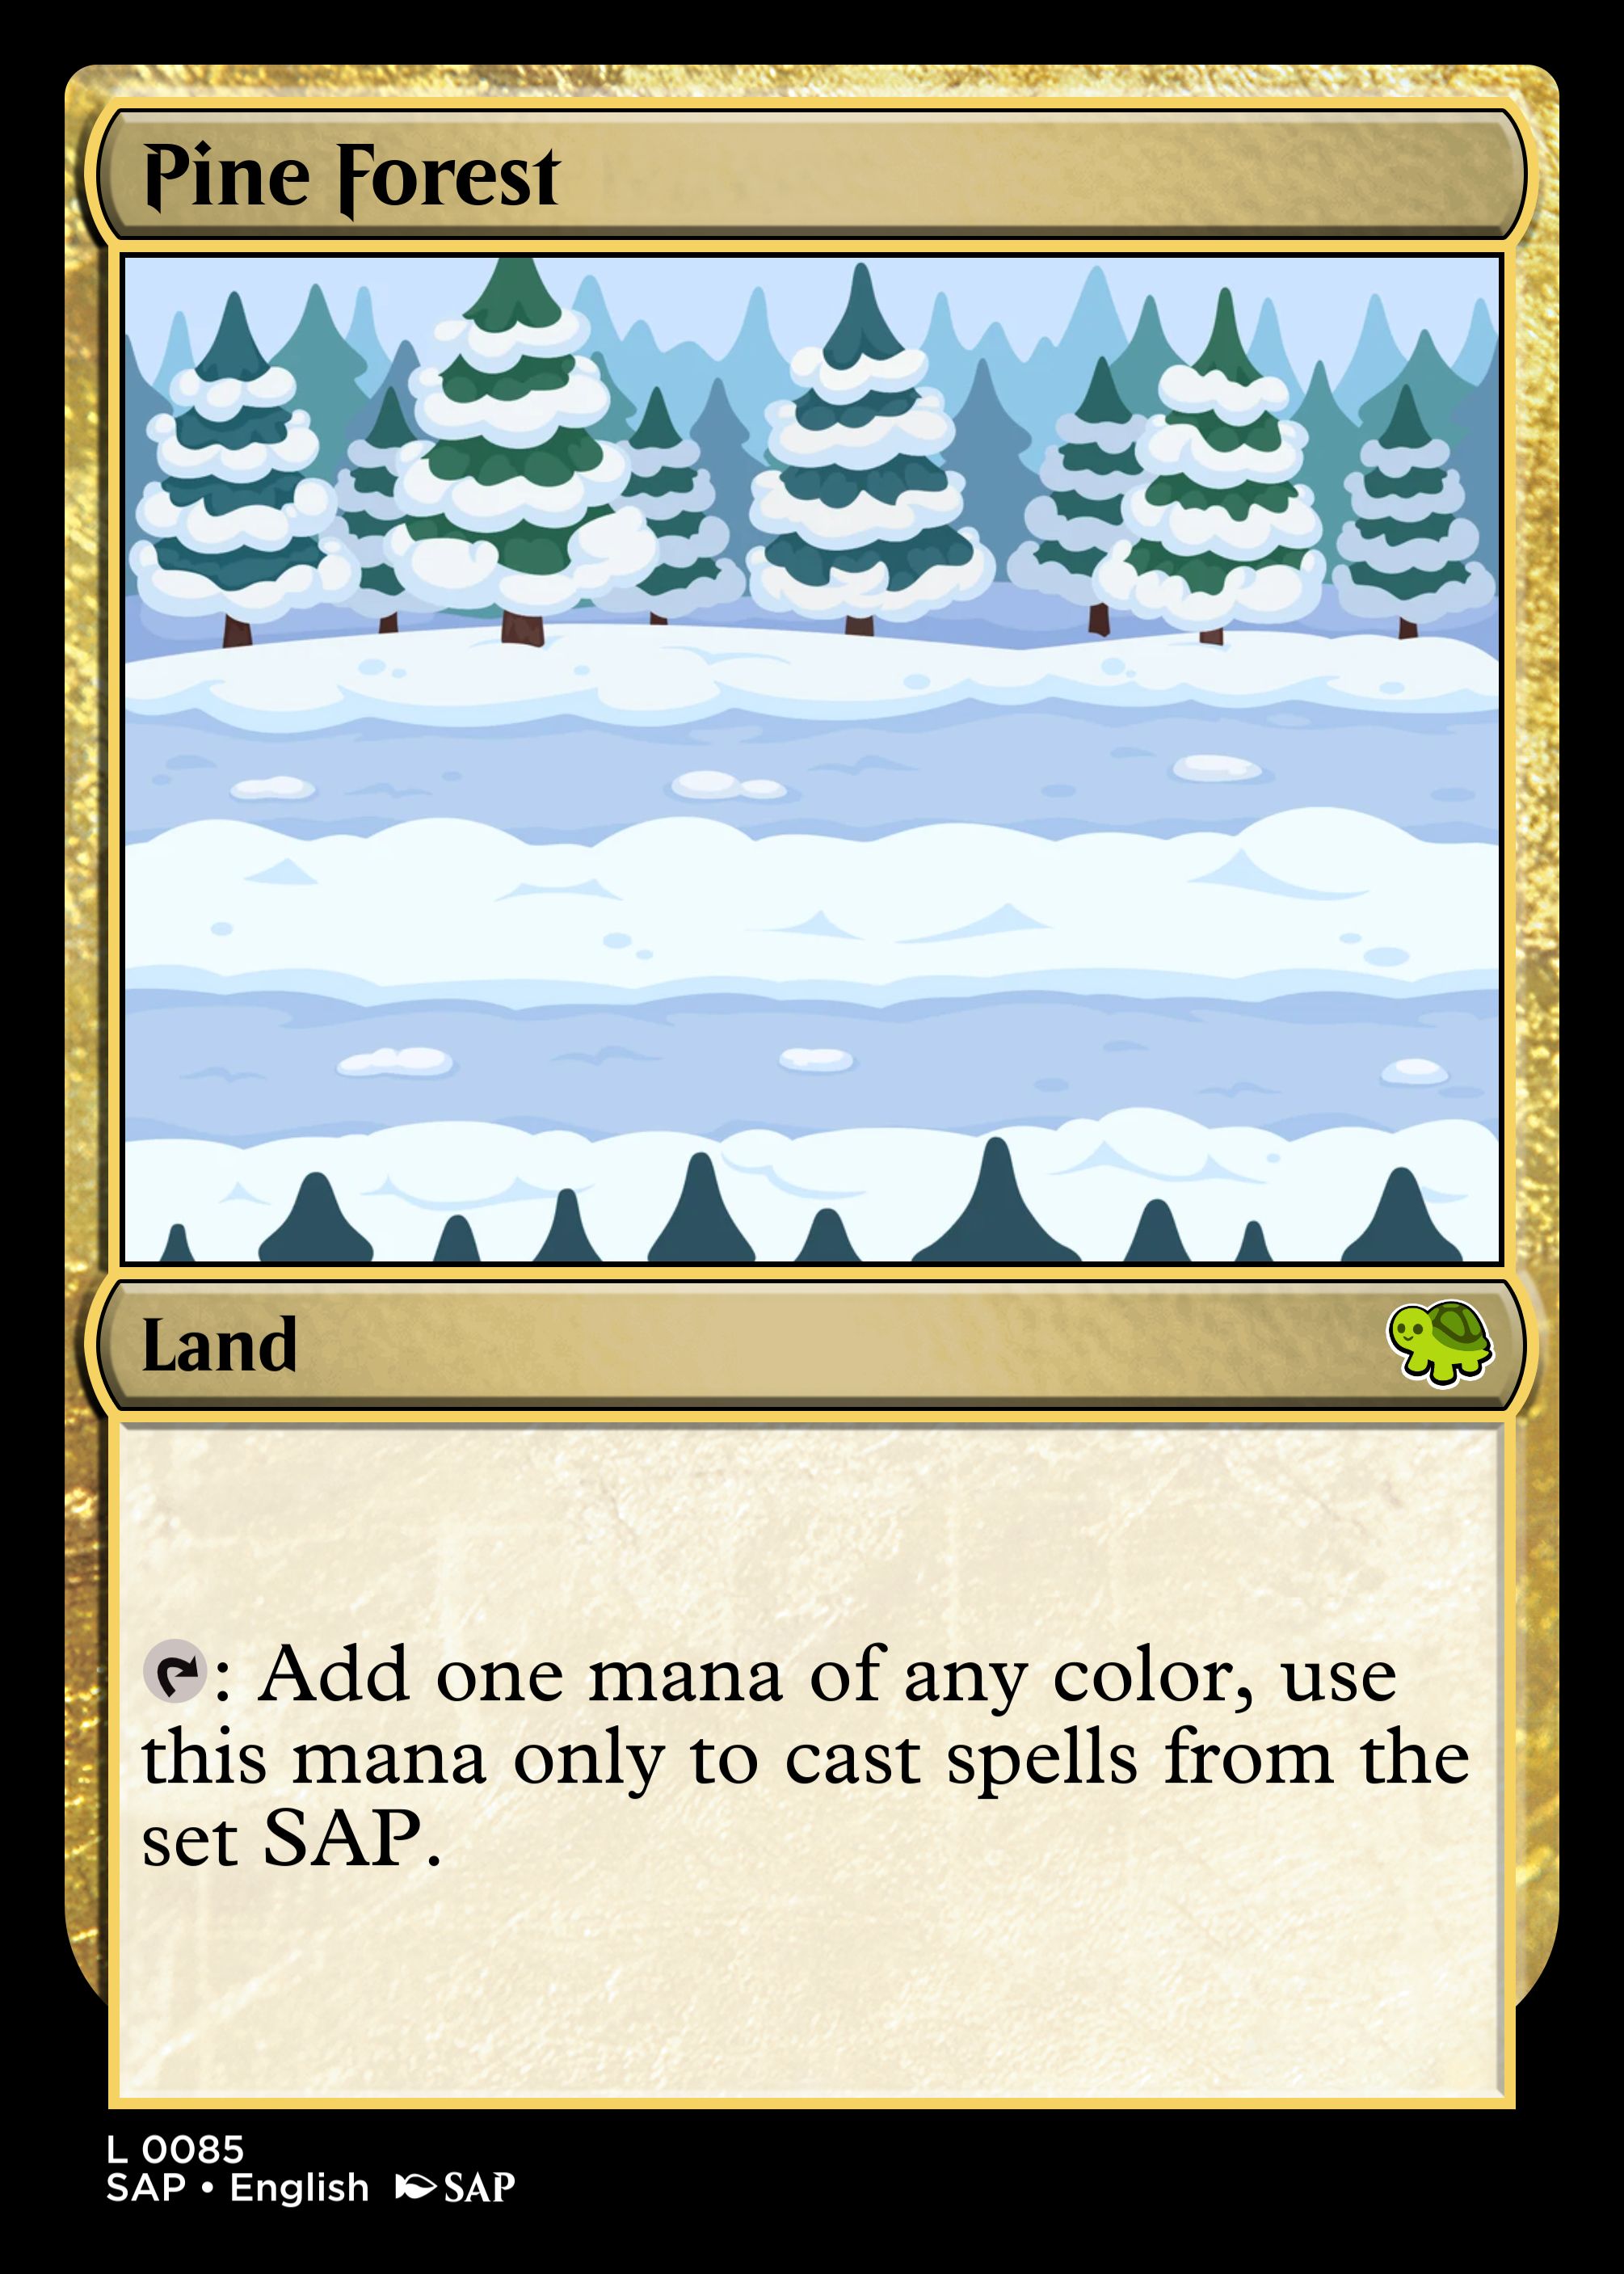 Pine Forest
Land
: Add one mana of any color, use
this mana only to cast spells from the
set SAP.
L 0085
SAP • English SAP